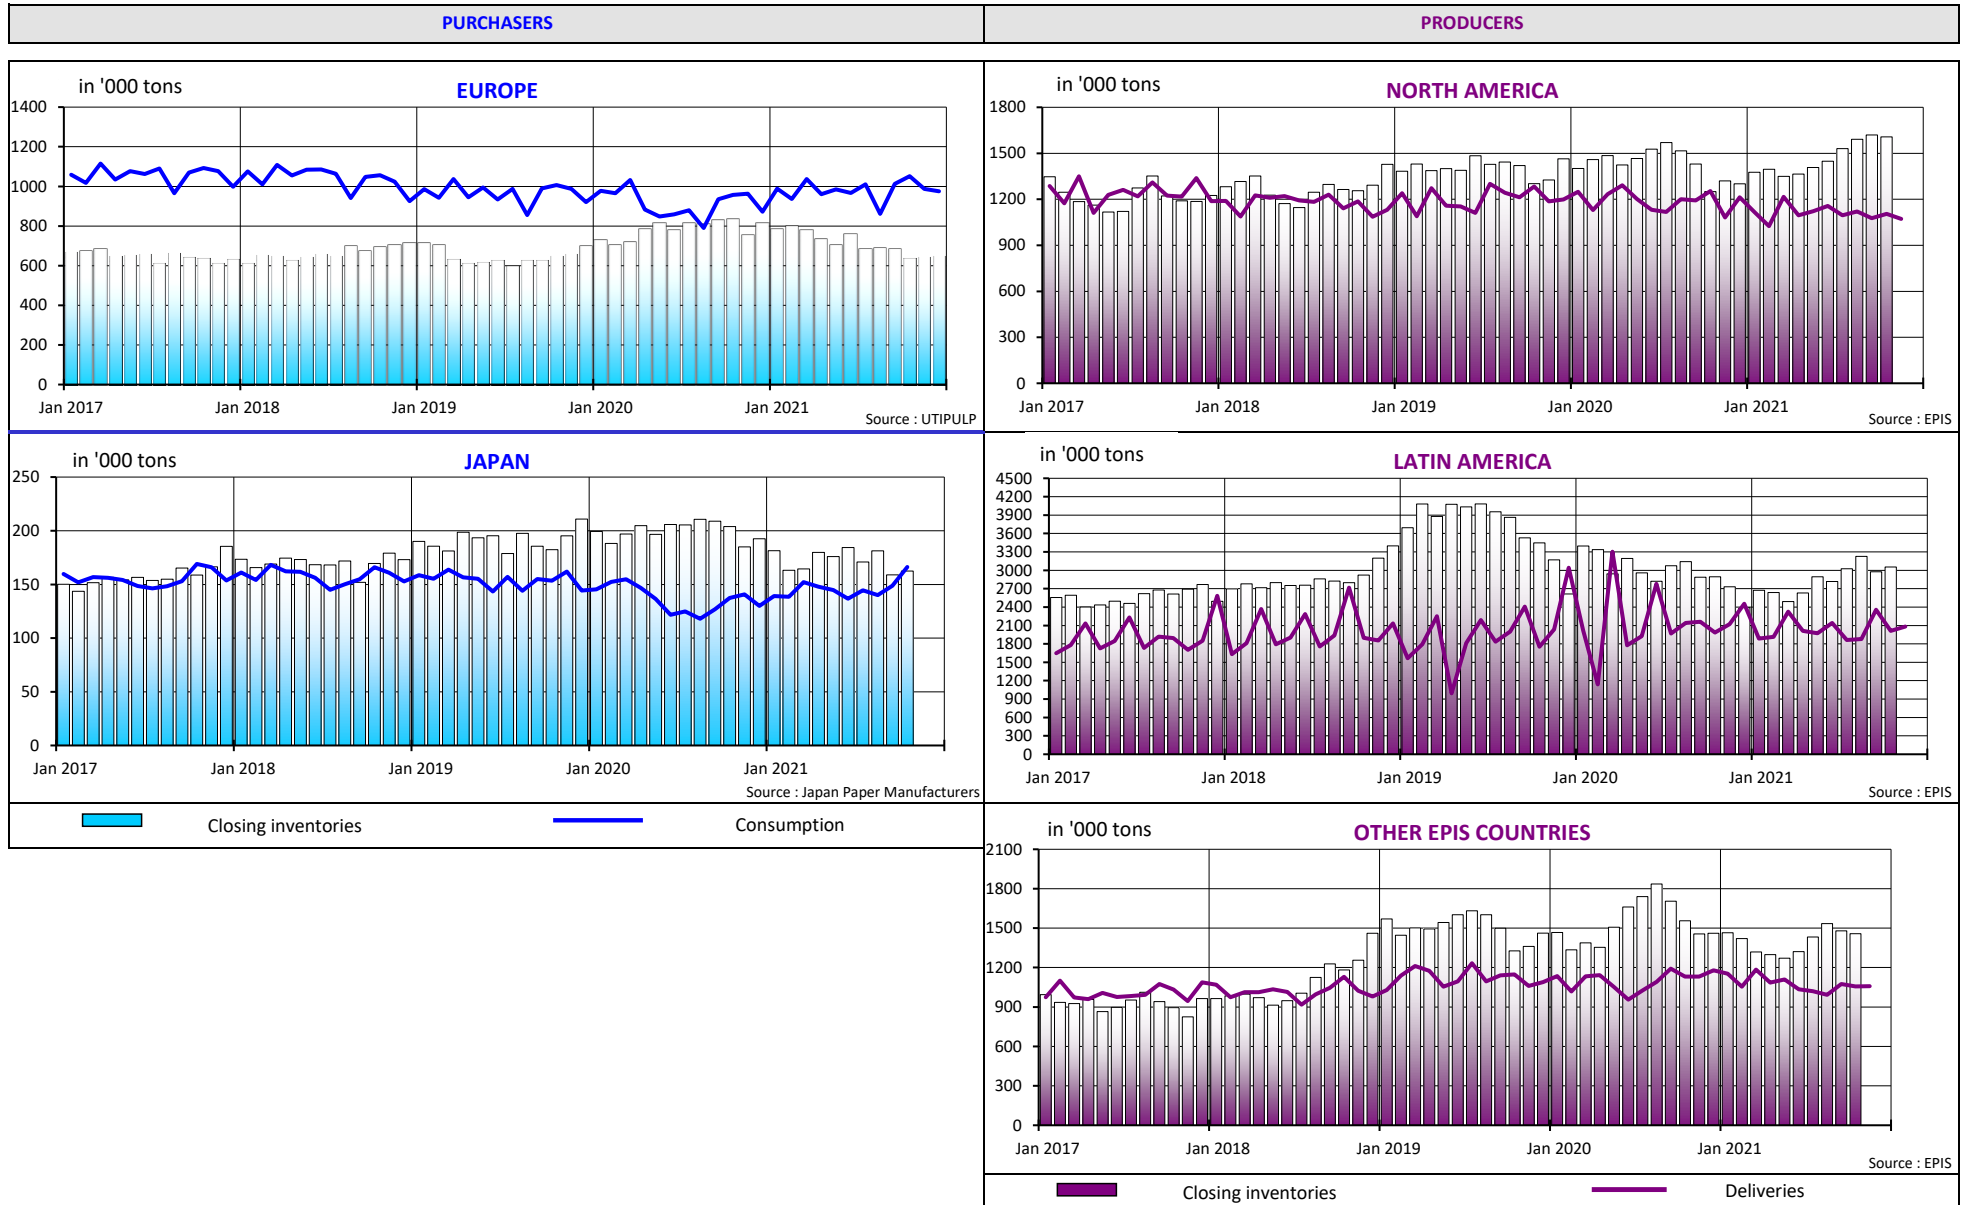 PURCHASERS
PRODUCERS
in '000 tons
EUROPE
1400
1200
1000
800
600
400
200
0
Jan 2017
Jan 2018
Jan 2019
Jan 2020
Jan 2021
Source : UTIPULP
in '000 tons
JAPAN
250
200
150
100
50
0
Jan 2017
Jan 2018
Jan 2019
Jan 2020
Jan 2021
Source : Japan Paper Manufacturers
Closing inventories
Consumption
in '000 tons
NORTH AMERICA
1800
1500
1200
900
600
300
0
Jan 2017
Jan 2018
Jan 2019
Jan 2020
Jan 2021
Source : EPIS
in '000 tons
LATIN AMERICA
4500
4200
3900
3600
3300
3000
2700
2400
2100
1800
1500
1200
900
600
300
0
Jan 2017
Jan 2018
Jan 2019
Jan 2020
Jan 2021
Source : EPIS
in '000 tons
OTHER EPIS COUNTRIES
2100
1800
1500
1200
900
600
300
0
Jan 2017
Jan 2018
Jan 2019
Jan 2020
Jan 2021
Source : EPIS
Closing inventories
Deliveries